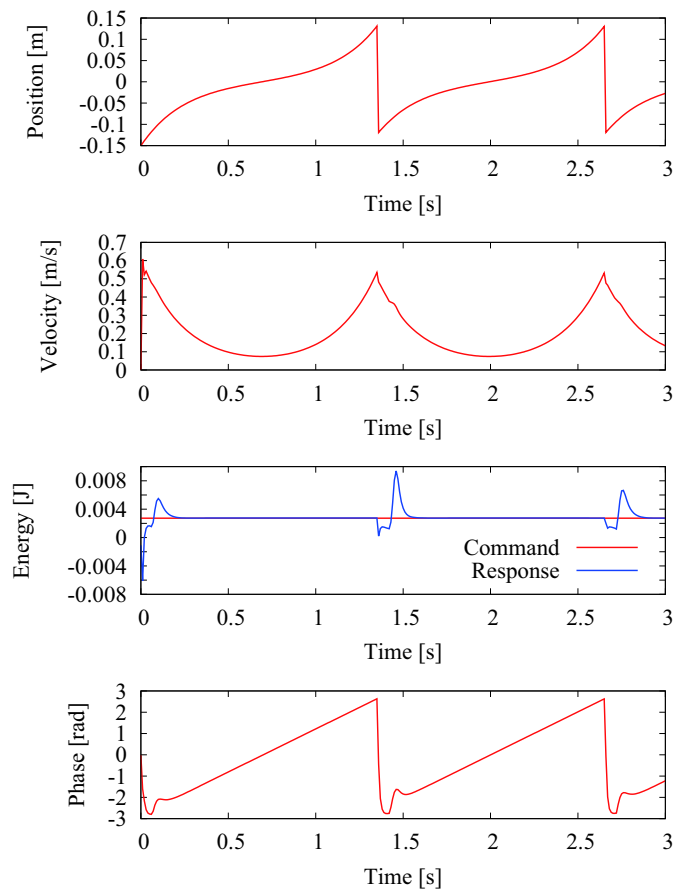 0.15
0.05
0
-0.05
-0.1
-0.15
Position [m]
0 0.5 1 1.5 2 2.5 3
Time [s]
0.7
0.6
0.5
0.4
0.3
0.2
0.1
0
Velocity [m/s]
0 0.5 1 1.5 2 2.5 3
Time [s]
0.008
0.004
0
-0.004
-0.008
Energy [J]
Command
Response
0 0.5 1 1.5 2 2.5 3
Time [s]
3
2
1
0
-1
-2
-3
Phase [rad]
0 0.5 1 1.5 2 2.5 3
Time [s]